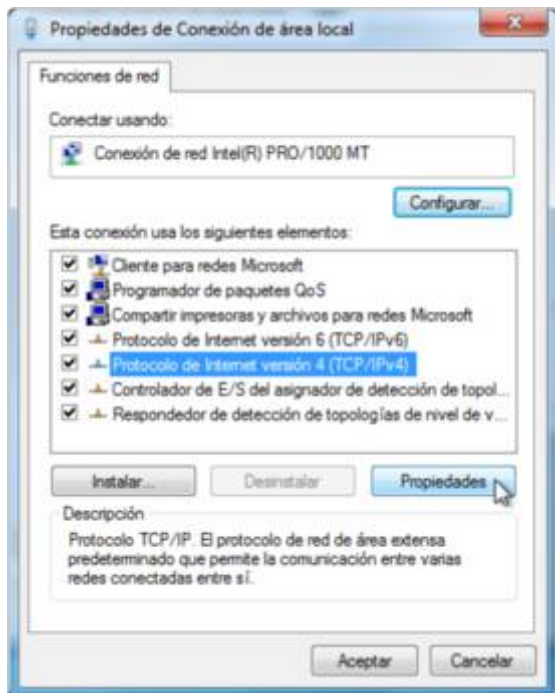 Propiedades de Conexión de área local
Funciones de red
Conectar usando:
Conexión de red Intel(R) PRO/1000 MT
Configurar...
Esta conexión usa los siguientes elementos:
Cliente para redes Microsoft
Programador de paquetes QoS
Compartir impresoras y archivos para redes Microsoft
Protocolo de Internet versión 6 (TCP/IPv6)
Protocolo de Internet versión 4 (TCP/IPv4)
Controlador de E/S del asignador de detección de topol...
Respondedor de detección de topologías de nivel de v...
Instalar...
Desinstalar
Propiedades
Descripción
Protocolo TCP/IP. El protocolo de red de área extensa
predeterminado que permite la comunicación entre varias
redes conectadas entre sí.
Aceptar
Cancelar